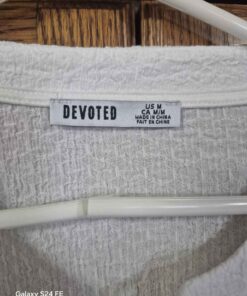 DEVOTED
US M
CA M/M
MADE IN CHINA
FAIT EN CHINE
Galaxy S24 FE